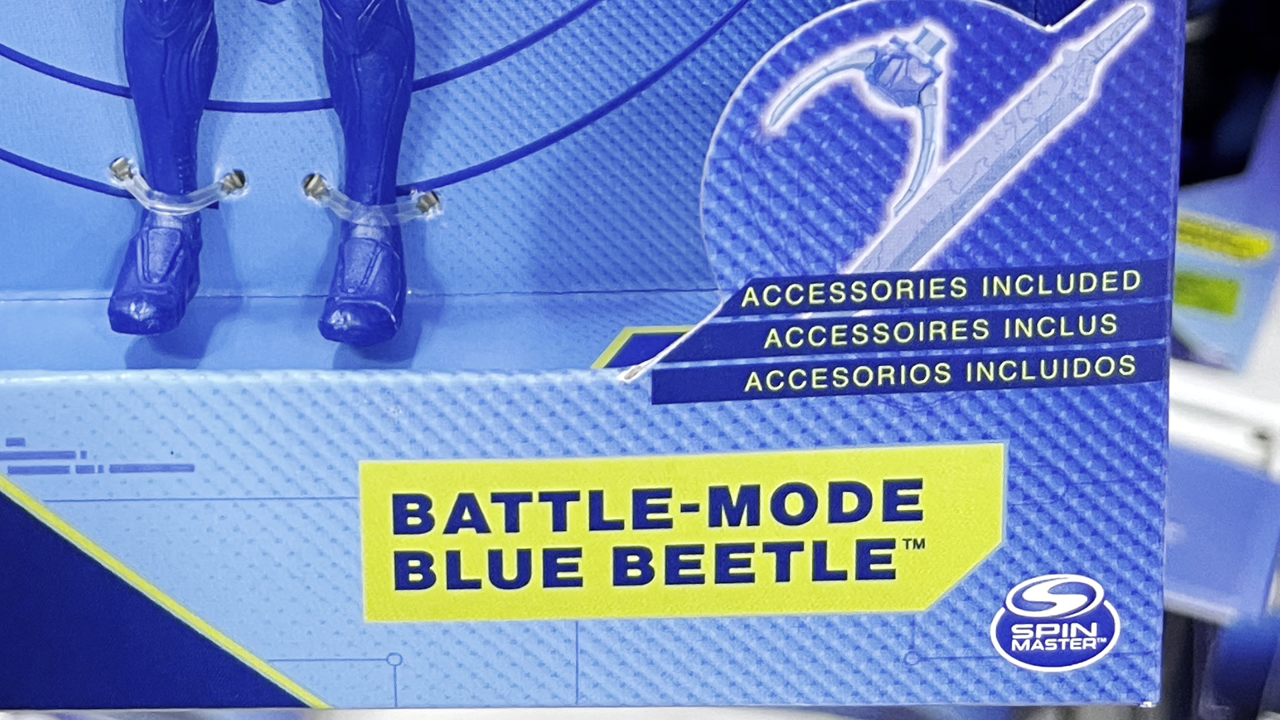 ACCESSORIES INCLUDED
ACCESSOIRES INCLUS
ACCESORIOS INCLUIDOS
BATTLE-MODE
BLUE BEETLE™
SPIN
MASTER™